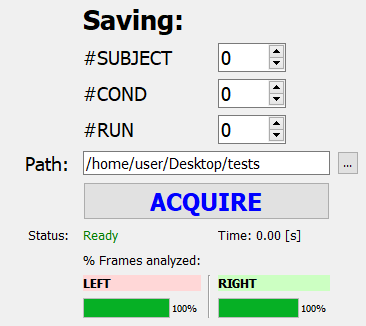 Saving:
#SUBJECT 0
#COND 0
#RUN 0
Path: /home/user/Desktop/tests ...
ACQUIRE
Status: Ready Time: 0.00 [s]
% Frames analyzed:
LEFT RIGHT
100% 100%